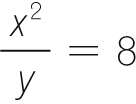 x²/y = 8